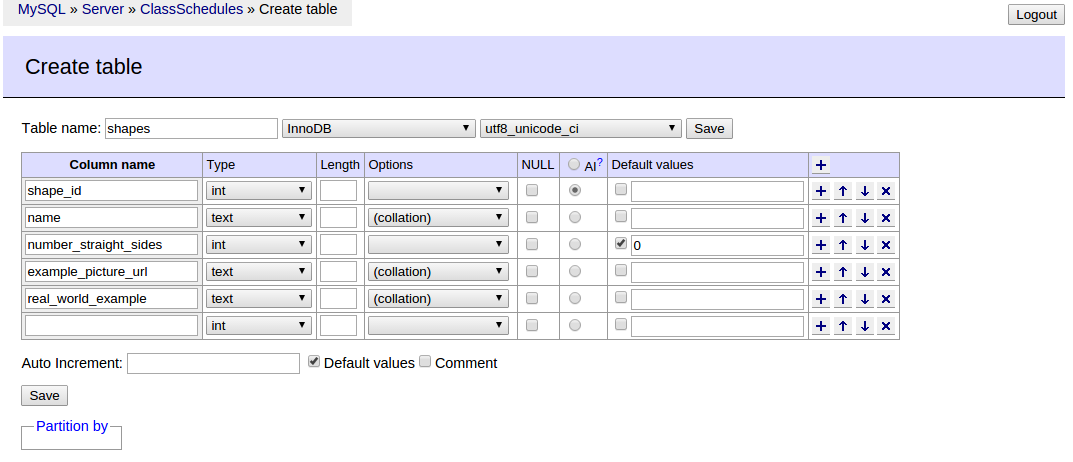 MySQL » Server » ClassSchedules » Create table
Logout
Create table
Table name: shapes InnoDB utf8_unicode_ci Save
Column name Type Length Options NULL AI? Default values
shape_id int
name text (collation)
number_straight_sides int 0
example_picture_url text (collation)
real_world_example text (collation)
int
Auto Increment: Default values Comment
Save
Partition by